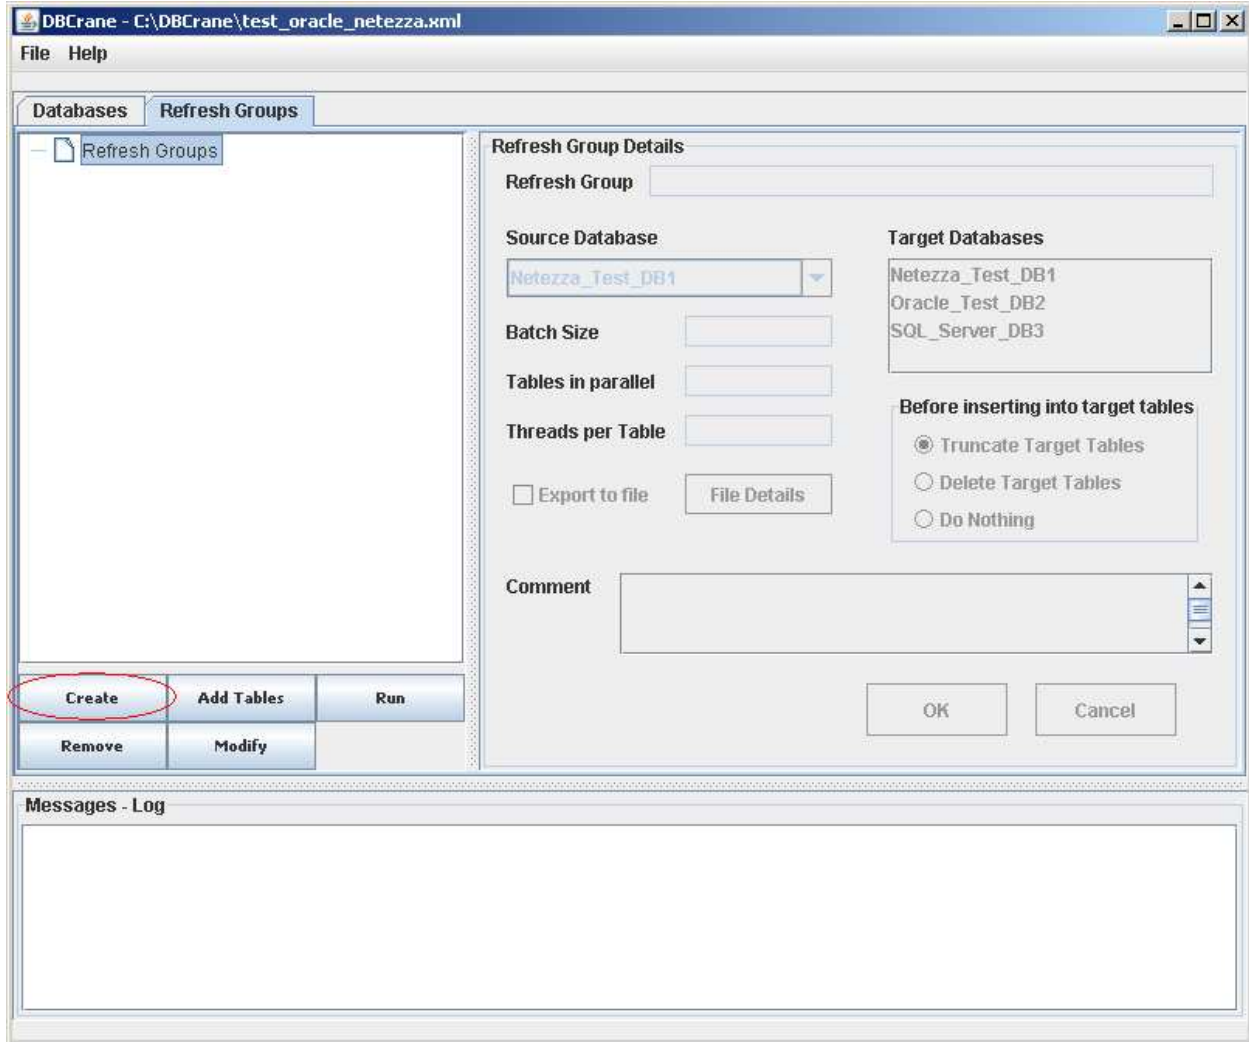 DBCrane - C:\DBCrane\test_oracle_netezza.xml
File Help
Databases Refresh Groups
Refresh Groups
Refresh Group Details
Refresh Group
Source Database
Netezza_Test_DB1
Batch Size
Tables in parallel
Threads per Table
Export to file File Details
Target Databases
Netezza_Test_DB1
Oracle_Test_DB2
SQL_Server_DB3
Before inserting into target tables
Truncate Target Tables
Delete Target Tables
Do Nothing
Comment
OK Cancel
Create Add Tables Run
Remove Modify
Messages - Log